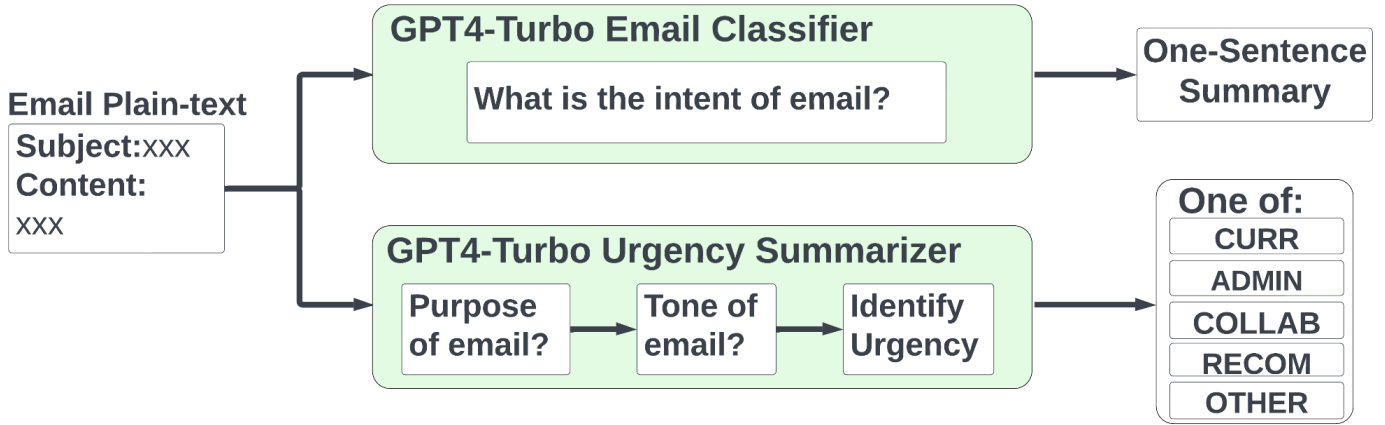 Email Plain-text
Subject:xxx
Content:
xxx
GPT4-Turbo Email Classifier
What is the intent of email?
One-Sentence
Summary
GPT4-Turbo Urgency Summarizer
Purpose
of email?
Tone of
email?
Identify
Urgency
One of:
CURR
ADMIN
COLLAB
RECOM
OTHER